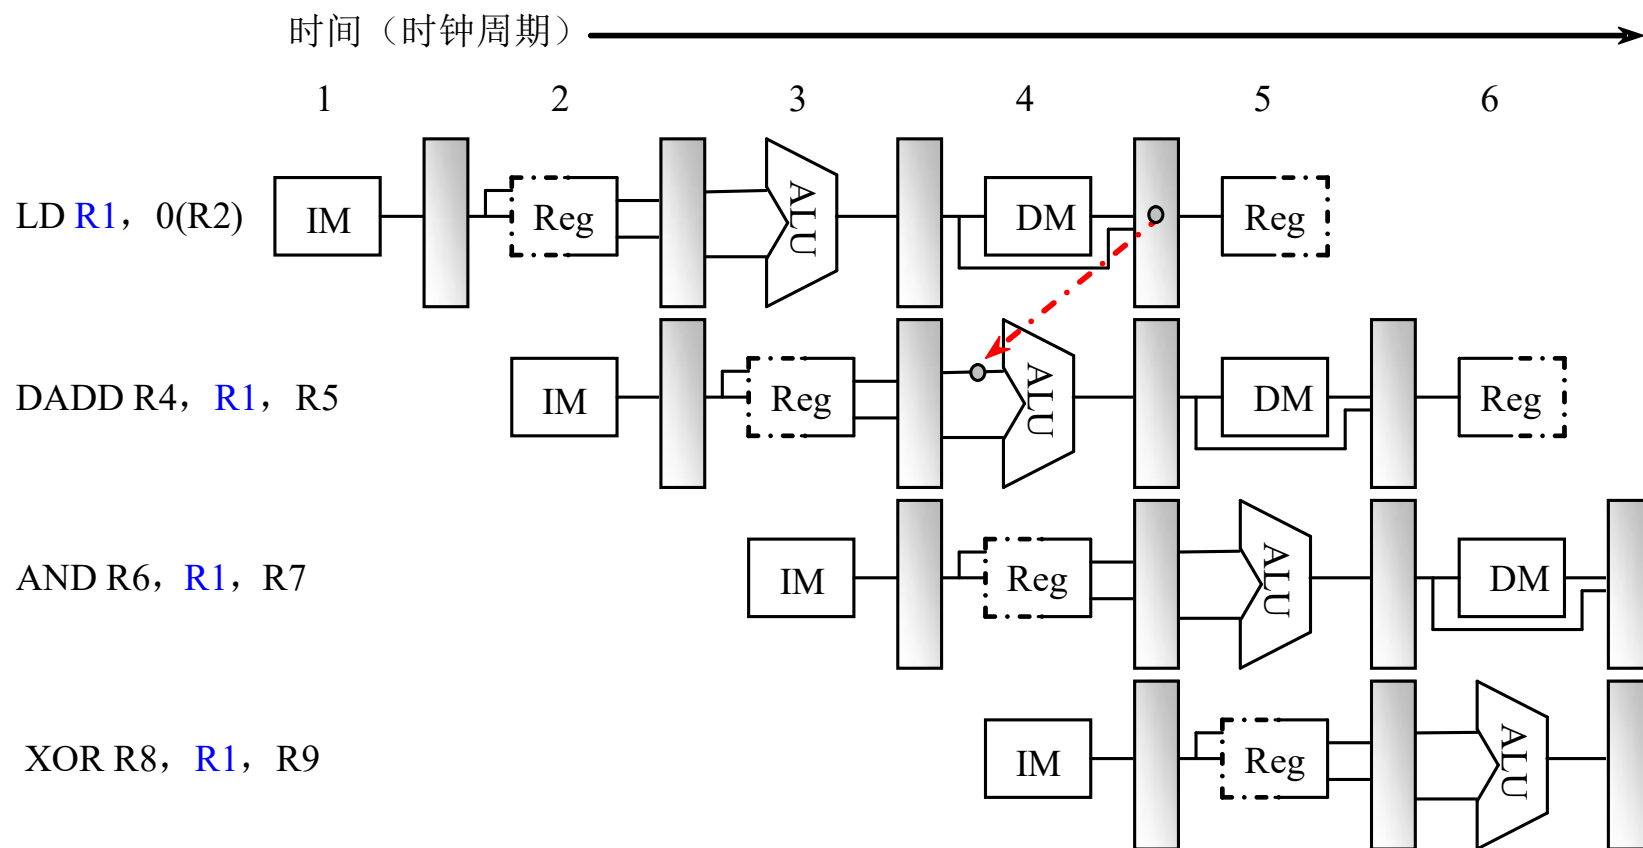 时间（时钟周期）
1 2 3 4 5 6
LD R1，0(R2) IM Reg ALU DM Reg
DADD R4，R1，R5 IM Reg ALU DM Reg
AND R6，R1，R7 IM Reg ALU DM
XOR R8，R1，R9 IM Reg ALU